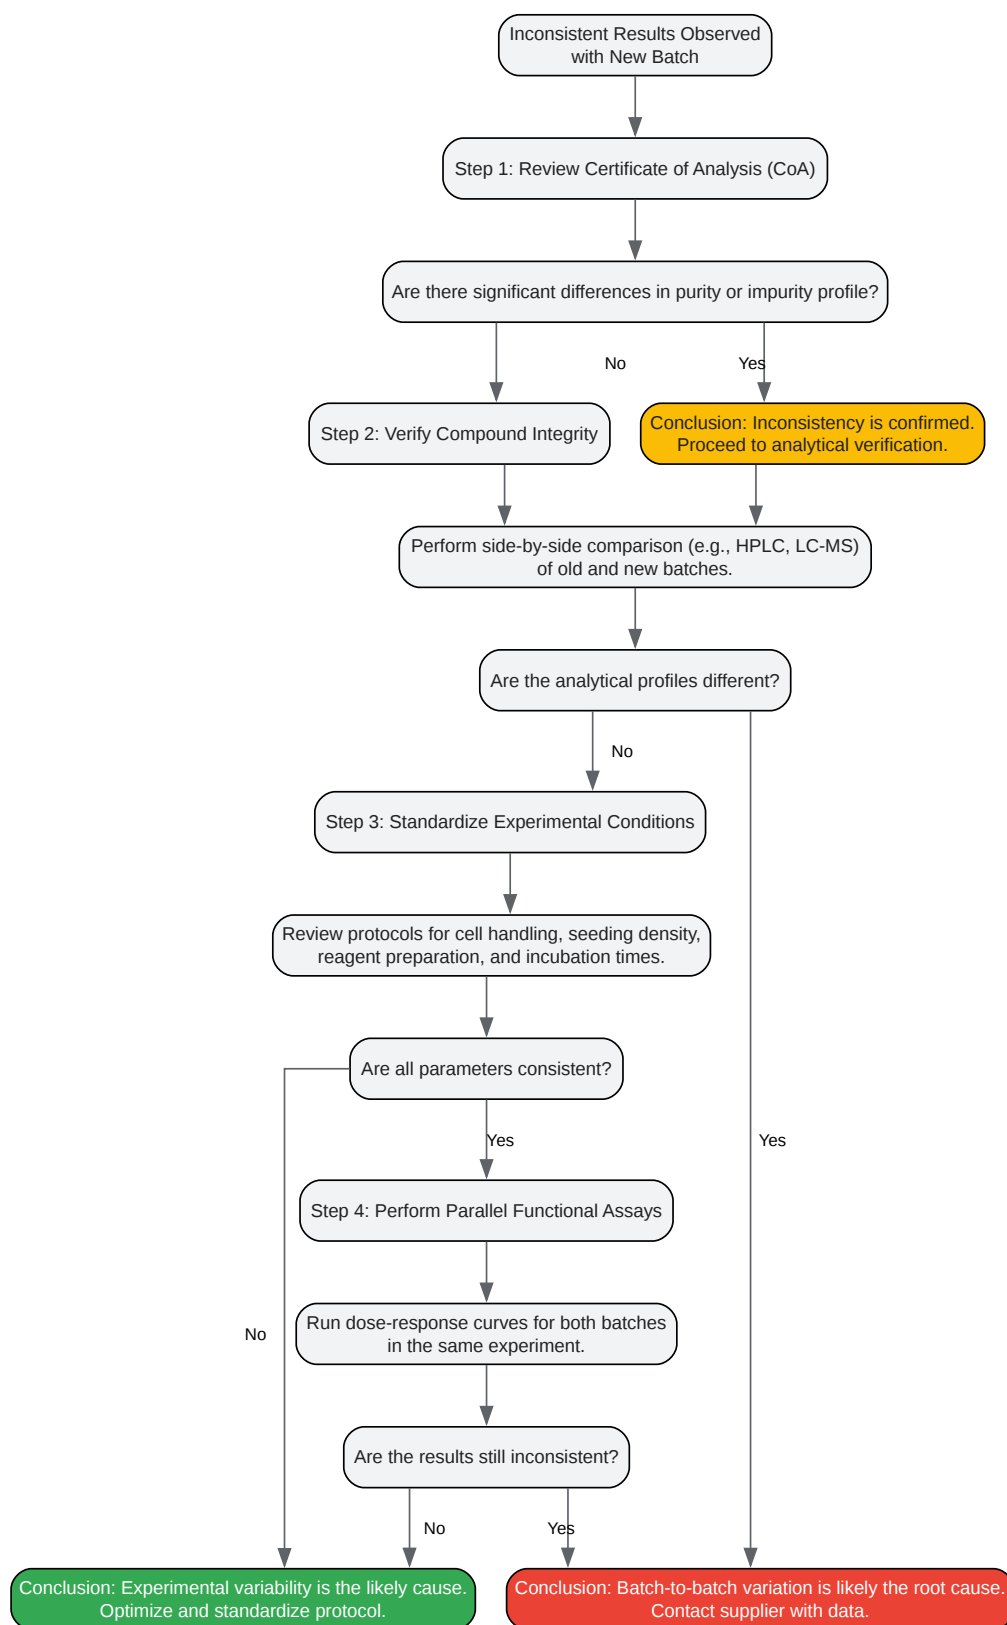 Inconsistent Results Observed
with New Batch
Step 1: Review Certificate of Analysis (CoA)
Are there significant differences in purity or impurity profile?
No
Yes
Step 2: Verify Compound Integrity
Conclusion: Inconsistency is confirmed.
Proceed to analytical verification.
Perform side-by-side comparison (e.g., HPLC, LC-MS)
of old and new batches.
Are the analytical profiles different?
No
Step 3: Standardize Experimental Conditions
Review protocols for cell handling, seeding density,
reagent preparation, and incubation times.
Are all parameters consistent?
Yes
Yes
Step 4: Perform Parallel Functional Assays
Run dose-response curves for both batches
in the same experiment.
No
Are the results still inconsistent?
No
Yes
Conclusion: Experimental variability is the likely cause.
Optimize and standardize protocol.
Conclusion: Batch-to-batch variation is likely the root cause.
Contact supplier with data.